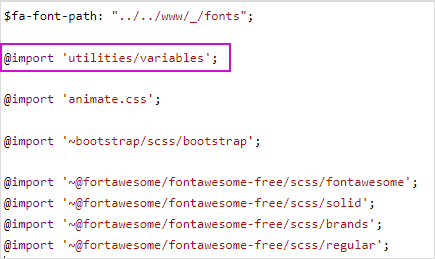 $fa-font-path: "../../www/_/fonts";
@import 'utilities/variables';
@import 'animate.css';
@import '~bootstrap/scss/bootstrap';
@import '~@fortawesome/fontawesome-free/scss/fontawesome';
@import '~@fortawesome/fontawesome-free/scss/solid';
@import '~@fortawesome/fontawesome-free/scss/brands';
@import '~@fortawesome/fontawesome-free/scss/regular';